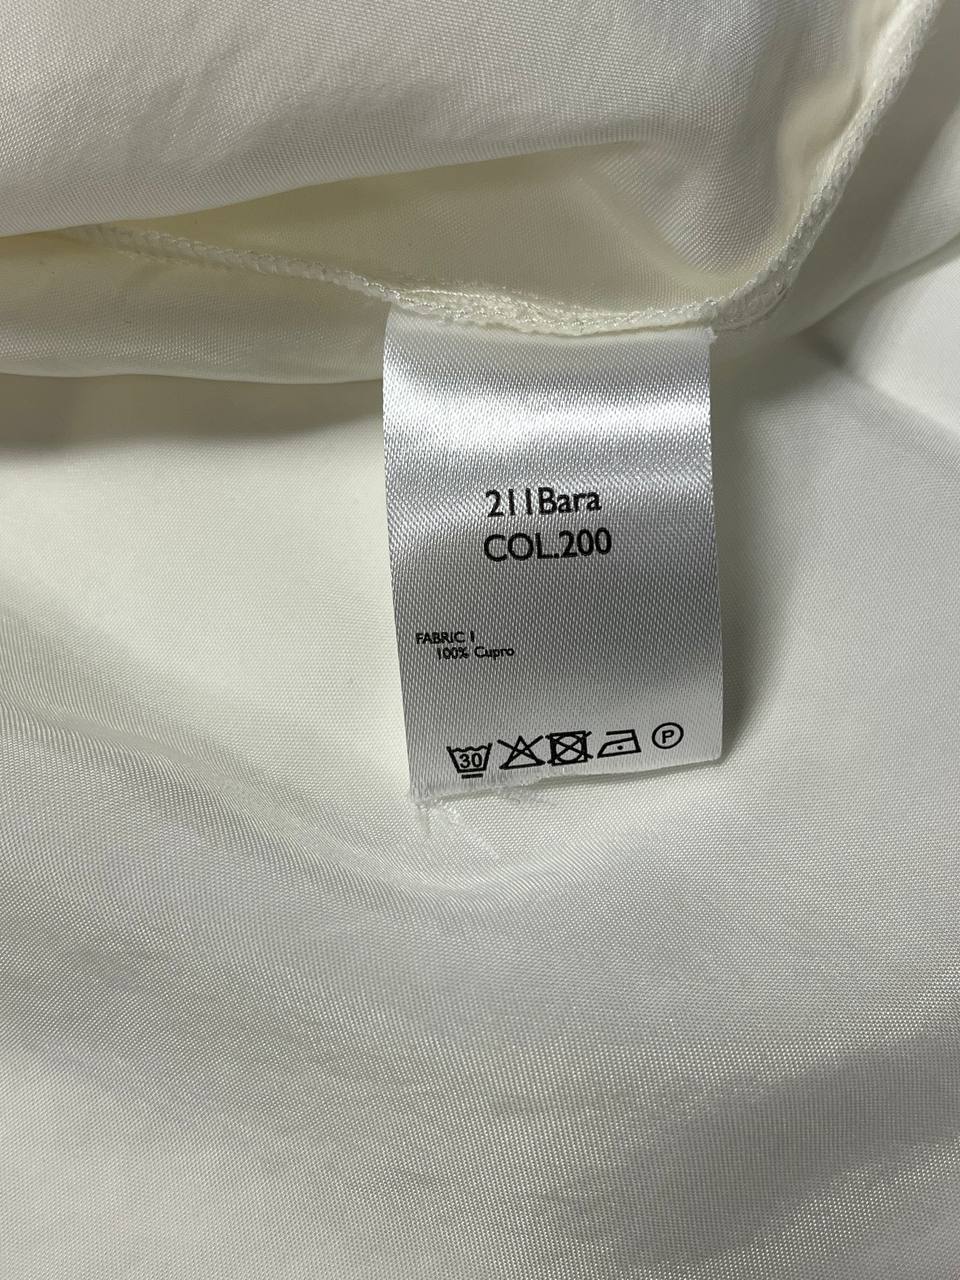 211Bara
COL.200
FABRIC 1
100% Cupro
30 P